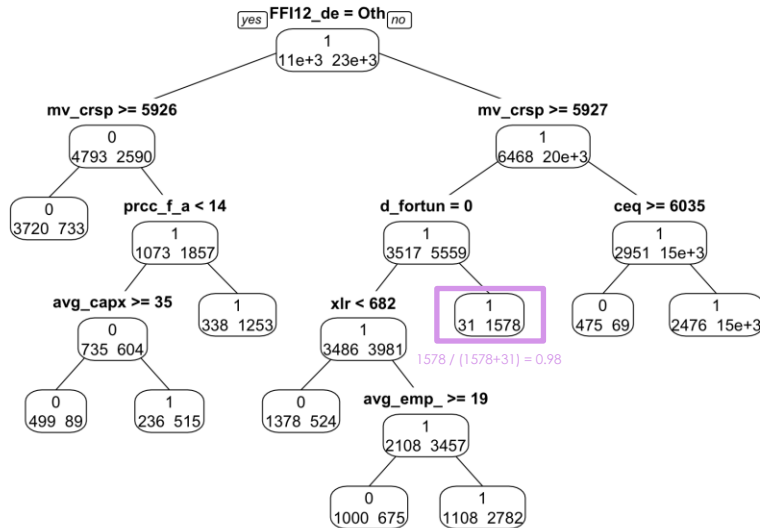 yes FFI12_de = Oth no
1
11e+3 23e+3
mv_crsp >= 5926
mv_crsp >= 5927
0
4793 2590
1
6468 20e+3
prcc_f_a < 14
d_fortun = 0
ceq >= 6035
0
3720 733
1
1073 1857
1
3517 5559
1
2951 15e+3
avg_capx >= 35
xlr < 682
0
735 604
1
338 1253
1
3486 3981
1
31 1578
0
475 69
1
2476 15e+3
1578 / (1578+31) = 0.98
avg_emp_ >= 19
0
499 89
1
236 515
0
1378 524
1
2108 3457
0
1000 675
1
1108 2782